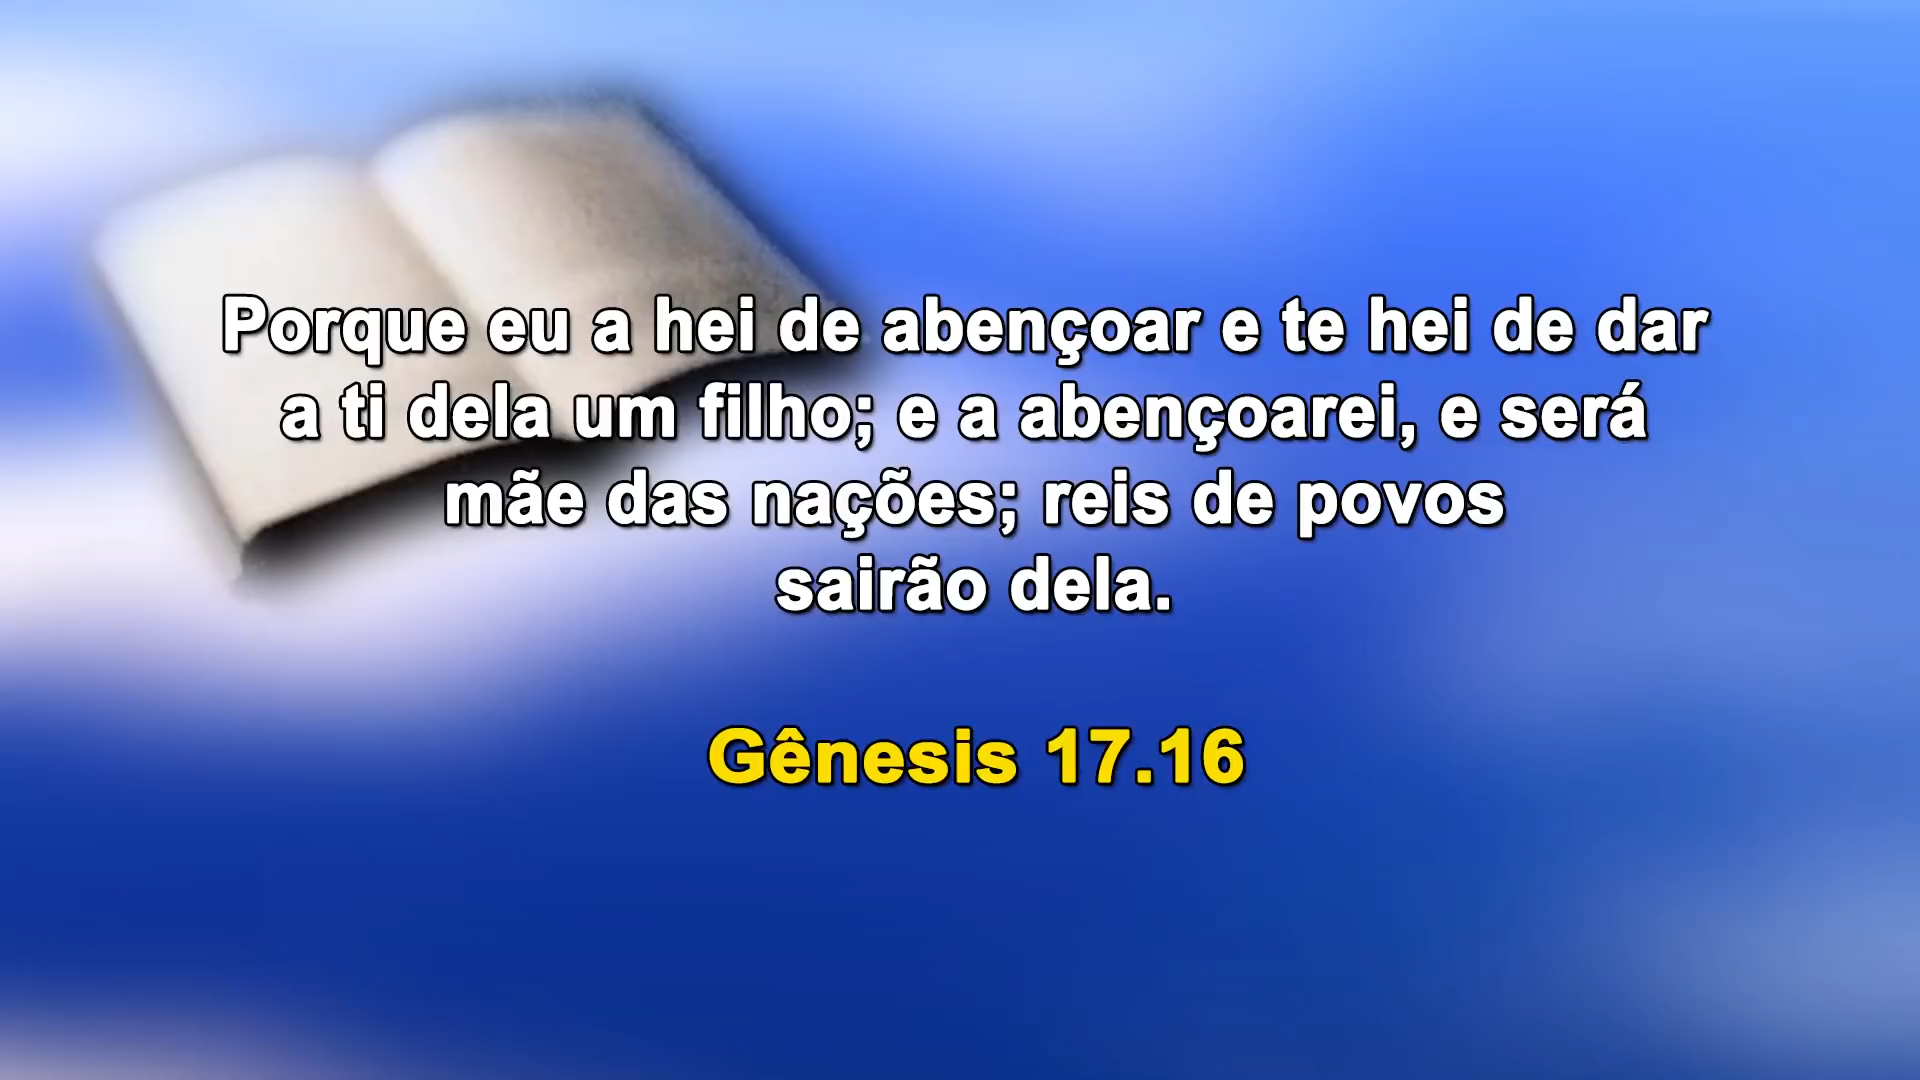 Porque eu a hei de abençoar e te hei de dar
a ti dela um filho; e a abençoarei, e será
mãe das nações; reis de povos
sairão dela.
Gênesis 17.16